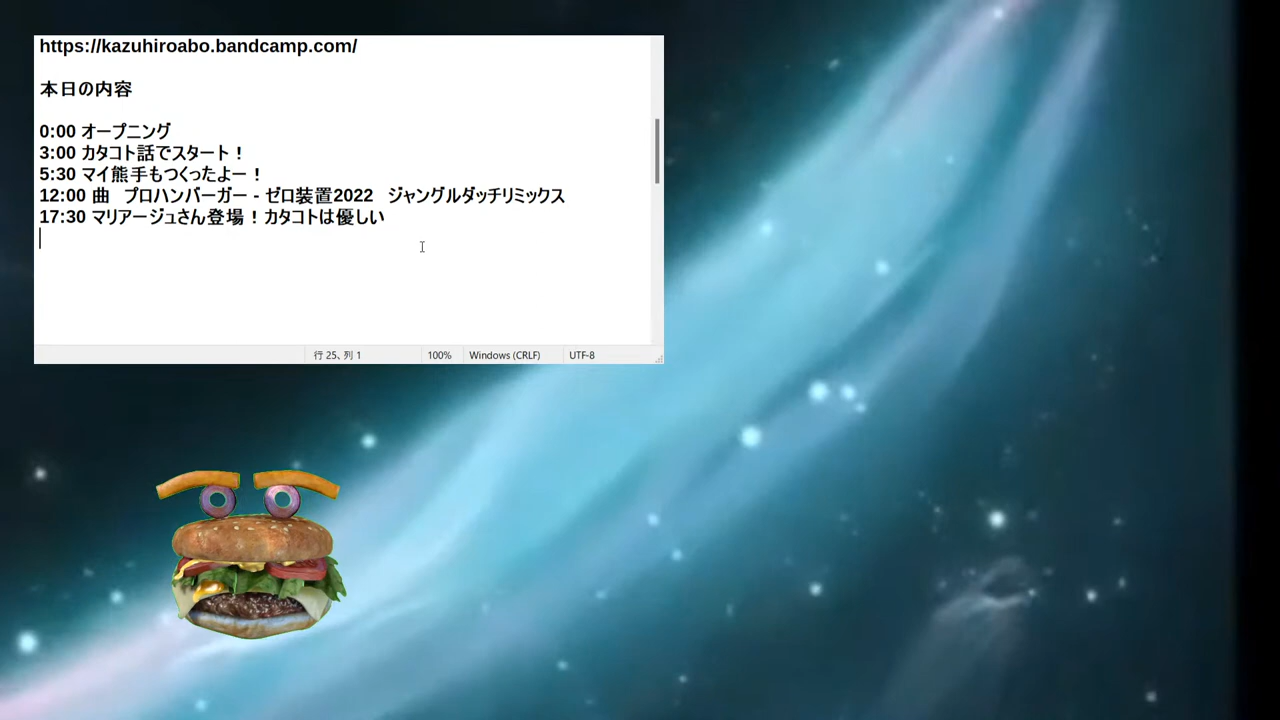 https://kazuhiroabo.bandcamp.com/
本日の内容
0:00 オープニング
3:00 カタコト話でスタート！
5:30 マイ熊手もつくったよー！
12:00 曲　プロハンバーガー - ゼロ装置2022　ジャングルダッチリミックス
17:30 マリアージュさん登場！カタコトは優しい
行 25、列 1
100%
Windows (CRLF)
UTF-8